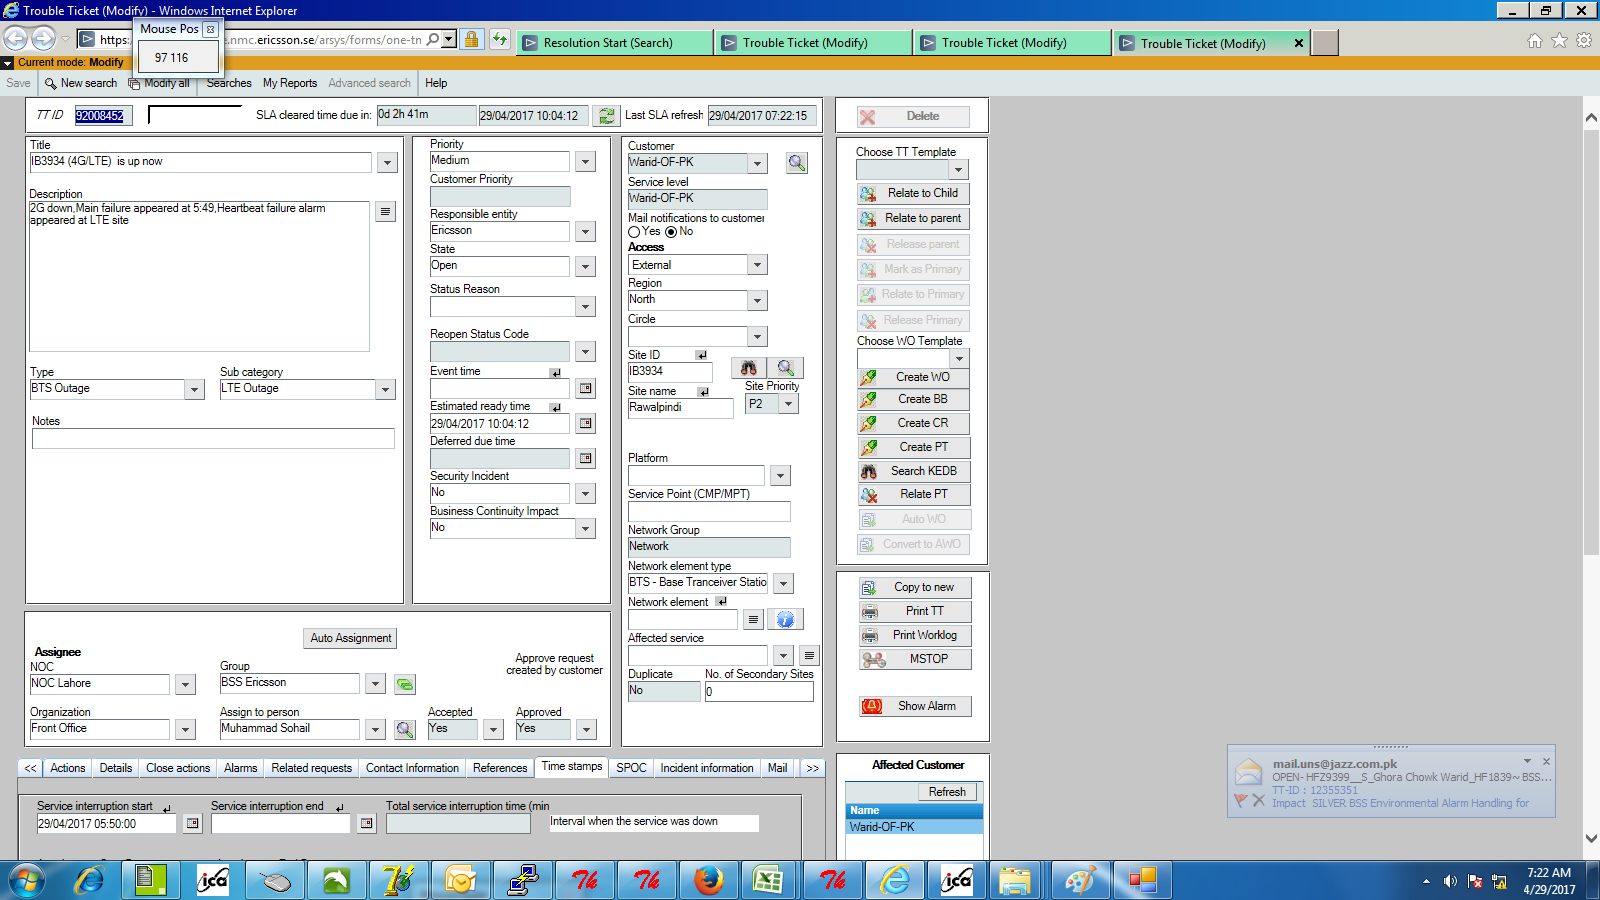 Trouble Ticket (Modify) - Windows Internet Explorer
Mouse Pos
97 116
https:
.nmc.ericsson.se/arsys/forms/one-tn
Resolution Start (Search)
Trouble Ticket (Modify)
Trouble Ticket (Modify)
Trouble Ticket (Modify)
Current mode: Modify
Save
New search
Modify all
Searches
My Reports
Advanced search
Help
TT ID
92008452
SLA cleared time due in:
0d 2h 41m
29/04/2017 10:04:12
Last SLA refresh
29/04/2017 07:22:15
Delete
Title
IB3934 (4G/LTE) is up now
Description
2G down,Main failure appeared at 5:49,Heartbeat failure alarm
appeared at LTE site
Type
BTS Outage
Sub category
LTE Outage
Notes
Priority
Medium
Customer Priority
Responsible entity
Ericsson
State
Open
Status Reason
Reopen Status Code
Event time
Estimated ready time
29/04/2017 10:04:12
Deferred due time
Security Incident
No
Business Continuity Impact
No
Customer
Warid-OF-PK
Service level
Warid-OF-PK
Mail notifications to customer
Yes
No
Access
External
Region
North
Circle
Site ID
IB3934
Site name
Rawalpindi
Site Priority
P2
Platform
Service Point (CMP/MPT)
Network Group
Network
Network element type
BTS - Base Tranceiver Statio
Network element
Affected service
Duplicate
No
No. of Secondary Sites
0
Choose TT Template
Relate to Child
Relate to parent
Release parent
Mark as Primary
Relate to Primary
Release Primary
Choose WO Template
Create WO
Create BB
Create CR
Create PT
Search KEDB
Relate PT
Auto WO
Convert to AWO
Copy to new
Print TT
Print Worklog
MSTOP
Show Alarm
Auto Assignment
Assignee
NOC
NOC Lahore
Group
BSS Ericsson
Approve request
created by customer
Organization
Front Office
Assign to person
Muhammad Sohail
Accepted
Yes
Approved
Yes
<<
Actions
Details
Close actions
Alarms
Related requests
Contact Information
References
Time stamps
SPOC
Incident information
Mail
>>
Service interruption start
29/04/2017 05:50:00
Service interruption end
Total service interruption time (min
Interval when the service was down
Affected Customer
Refresh
Name
Warid-OF-PK
mail.uns@jazz.com.pk
OPEN- HFZ9399__S_Ghora Chowk Warid_HF1839~ BSS...
TT-ID : 12355351
Impact SILVER BSS Environmental Alarm Handling for
ica
7k
7k
7k
ica
7:22 AM
4/29/2017